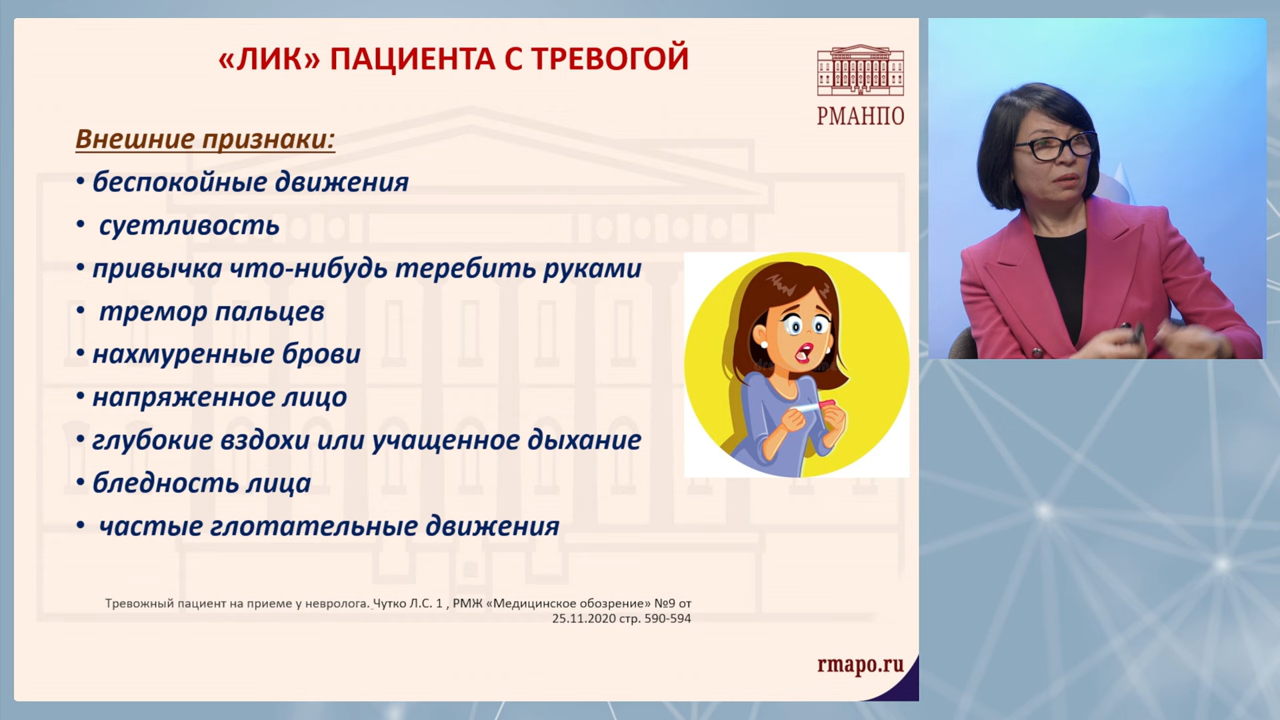 «ЛИК» ПАЦИЕНТА С ТРЕВОГОЙ
РМАНПО
Внешние признаки:
• беспокойные движения
• суетливость
• привычка что-нибудь теребить руками
• тремор пальцев
• нахмуренные брови
• напряженное лицо
• глубокие вздохи или учащенное дыхание
• бледность лица
• частые глотательные движения
Тревожный пациент на приеме у невролога. Чутко Л.С. 1 , РМЖ «Медицинское обозрение» №9 от
25.11.2020 стр. 590-594
rmapo.ru